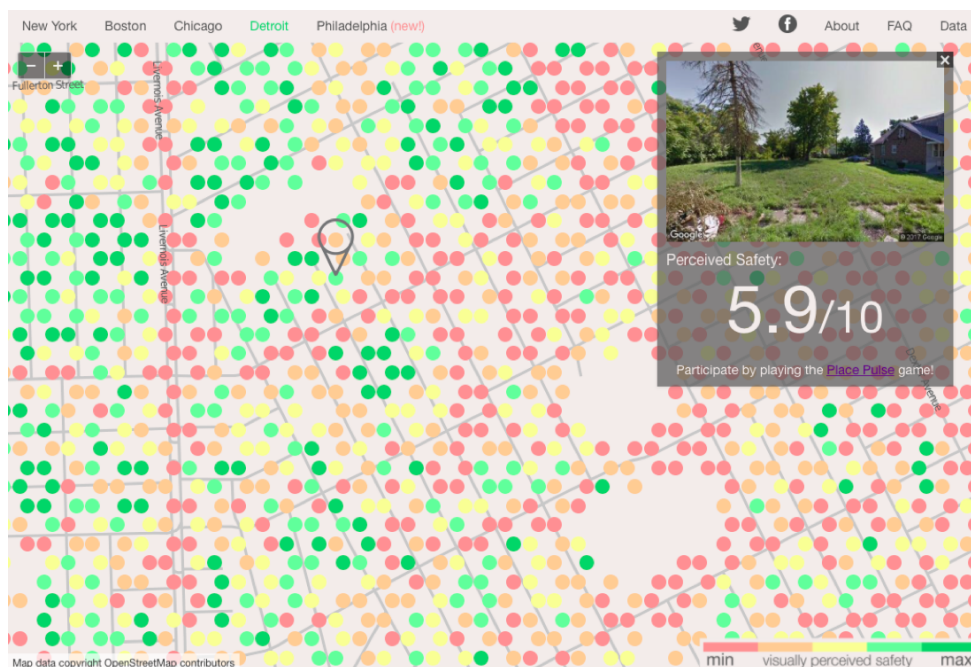 New York Boston Chicago Detroit Philadelphia (new!) About FAQ Data
− +
Fullerton Street
Livernois Avenue
Livernois Avenue
Google
© 2017 Google
Perceived Safety:
5.9/10
Participate by playing the Place Pulse game!
Avenue
Map data copyright OpenStreetMap contributors
min visually perceived safety max